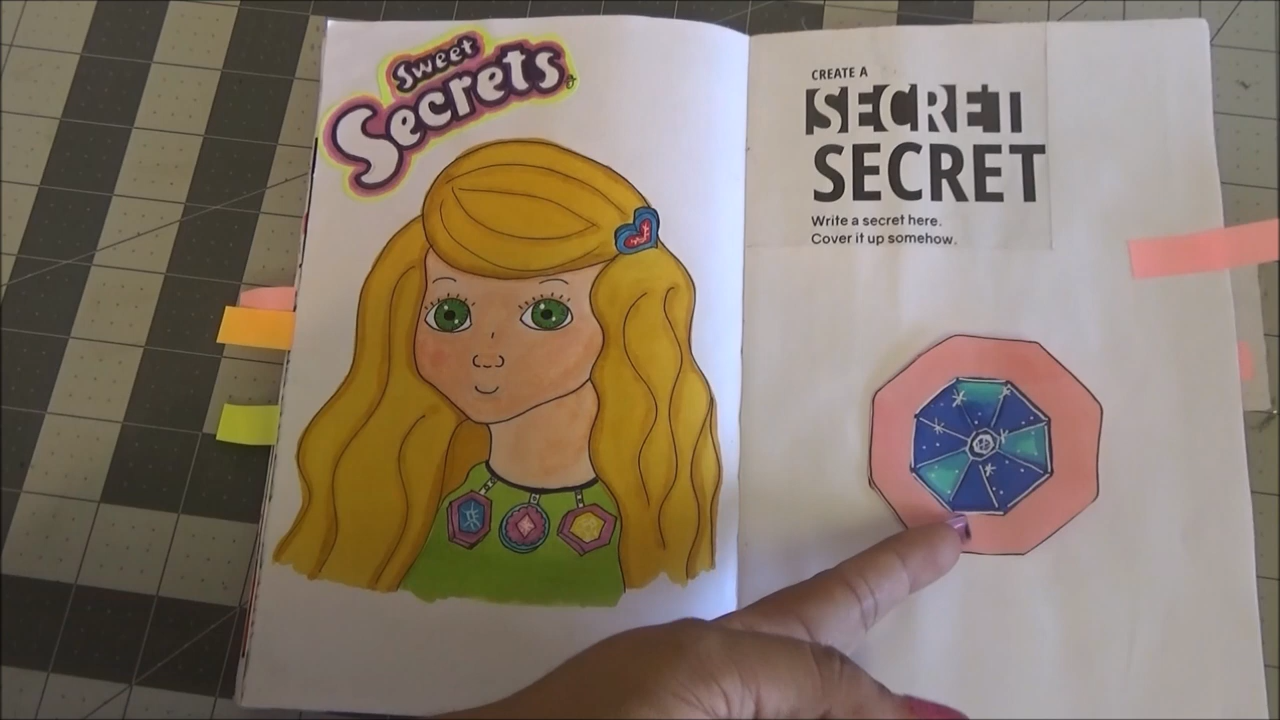 Sweet
Secrets
CREATE A
SECRET
SECRET
Write a secret here.
Cover it up somehow.